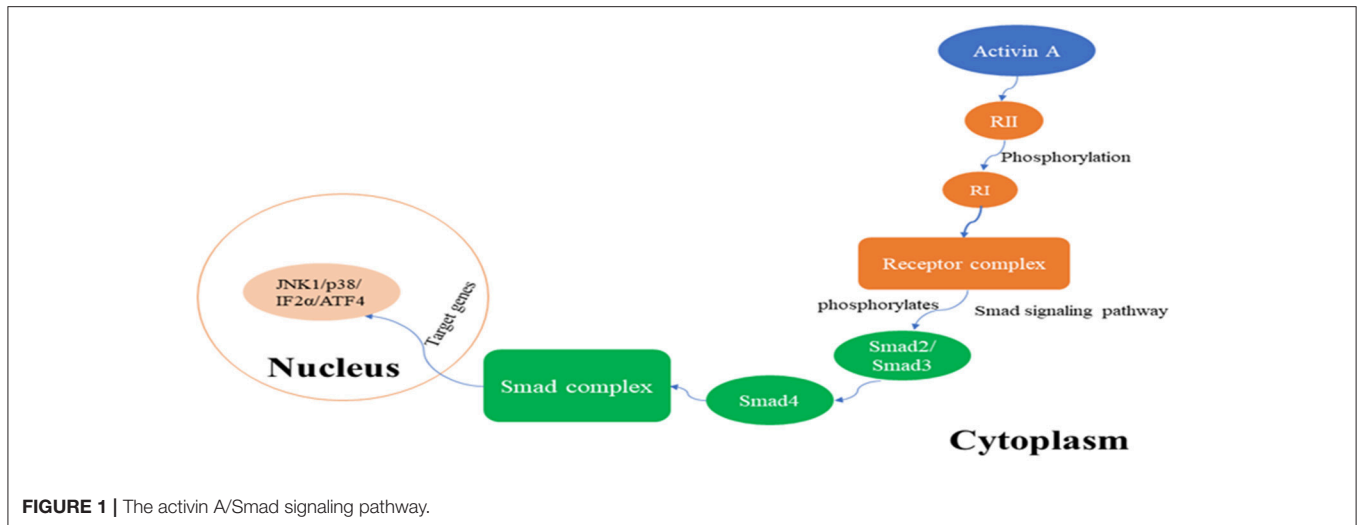 Activin A
RII
Phosphorylation
RI
Receptor complex
phosphorylates
Smad signaling pathway
Smad2/
Smad3
Smad4
Smad complex
Target genes
JNK1/p38/
IF2α/ATF4
Nucleus
Cytoplasm
FIGURE 1 | The activin A/Smad signaling pathway.